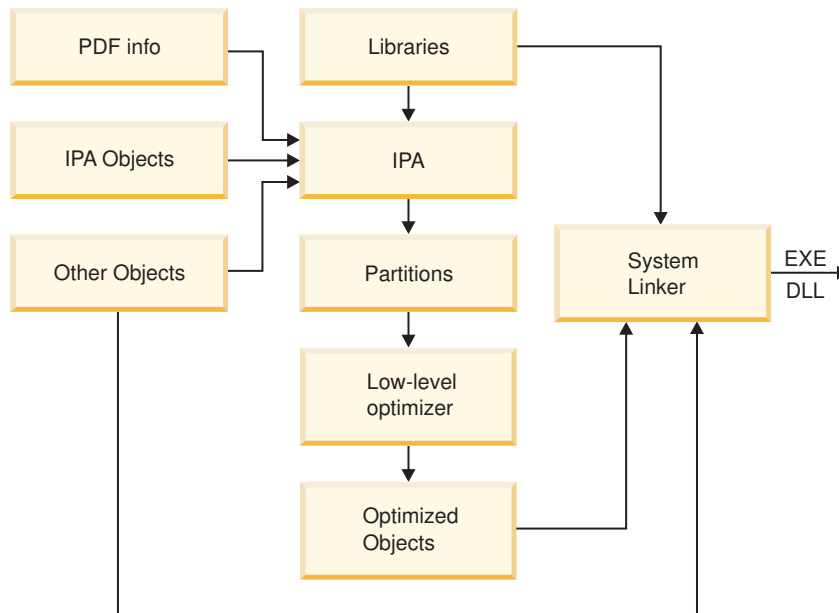 PDF info
Libraries
IPA Objects
IPA
Other Objects
Partitions
System
Linker
EXE
DLL
Low-level
optimizer
Optimized
Objects